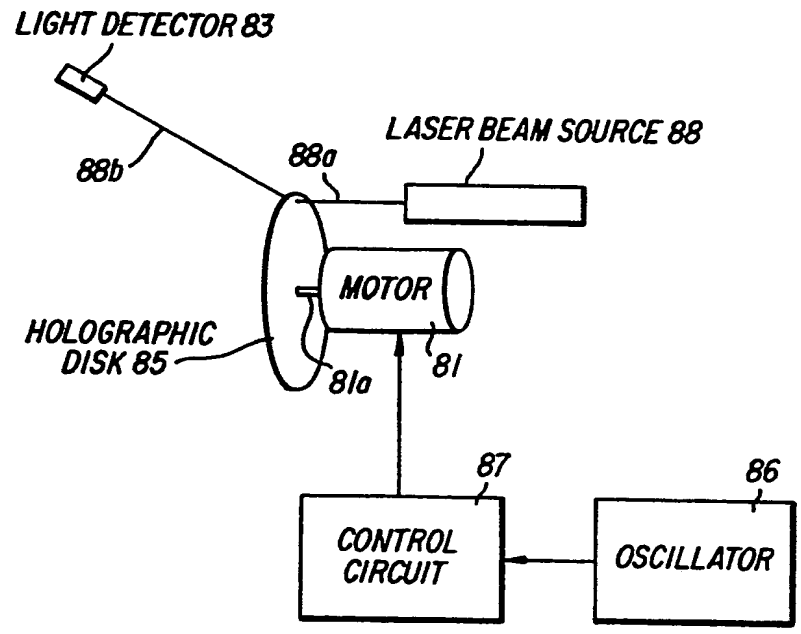 LIGHT DETECTOR 83
LASER BEAM SOURCE 88
88a
88b
MOTOR
HOLOGRAPHIC
DISK 85
81a
81
87
86
CONTROL
CIRCUIT
OSCILLATOR